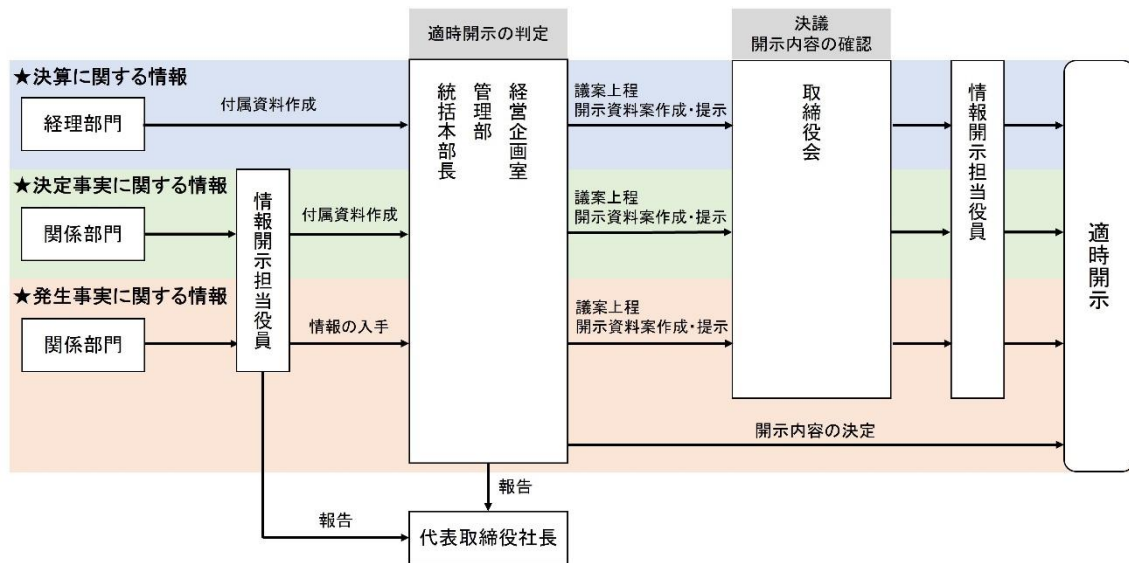 適時開示の判定
決議
開示内容の確認
★決算に関する情報
経理部門
付属資料作成
経営企画室
管理部
統括本部長
議案上程
開示資料案作成・提示
取締役会
情報開示担当役員
適時開示
★決定事実に関する情報
関係部門
情報開示担当役員
付属資料作成
議案上程
開示資料案作成・提示
★発生事実に関する情報
関係部門
情報の入手
議案上程
開示資料案作成・提示
開示内容の決定
報告
報告
代表取締役社長